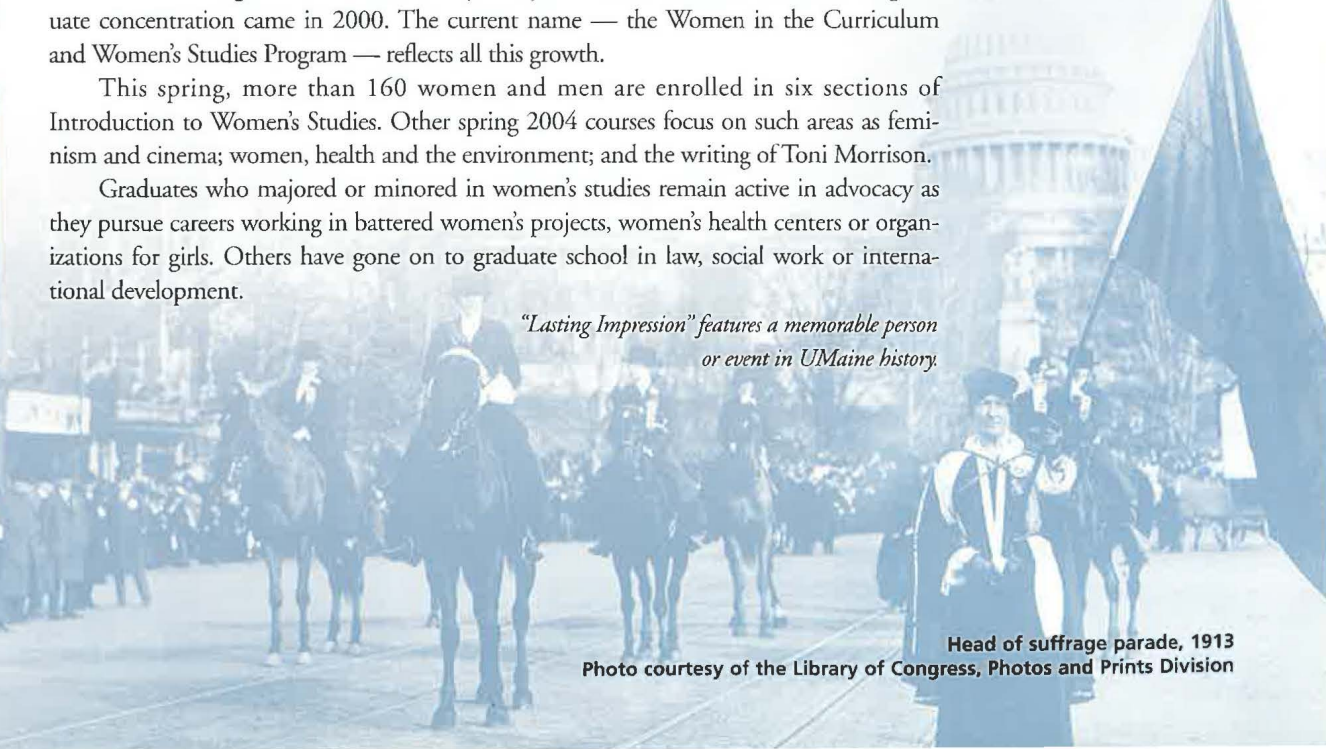 uate concentration came in 2000. The current name — the Women in the Curriculum
and Women's Studies Program — reflects all this growth.
This spring, more than 160 women and men are enrolled in six sections of
Introduction to Women's Studies. Other spring 2004 courses focus on such areas as femi-
nism and cinema; women, health and the environment; and the writing of Toni Morrison.
Graduates who majored or minored in women's studies remain active in advocacy as
they pursue careers working in battered women's projects, women's health centers or organ-
izations for girls. Others have gone on to graduate school in law, social work or interna-
tional development.
"Lasting Impression" features a memorable person
or event in UMaine history.
Head of suffrage parade, 1913
Photo courtesy of the Library of Congress, Photos and Prints Division